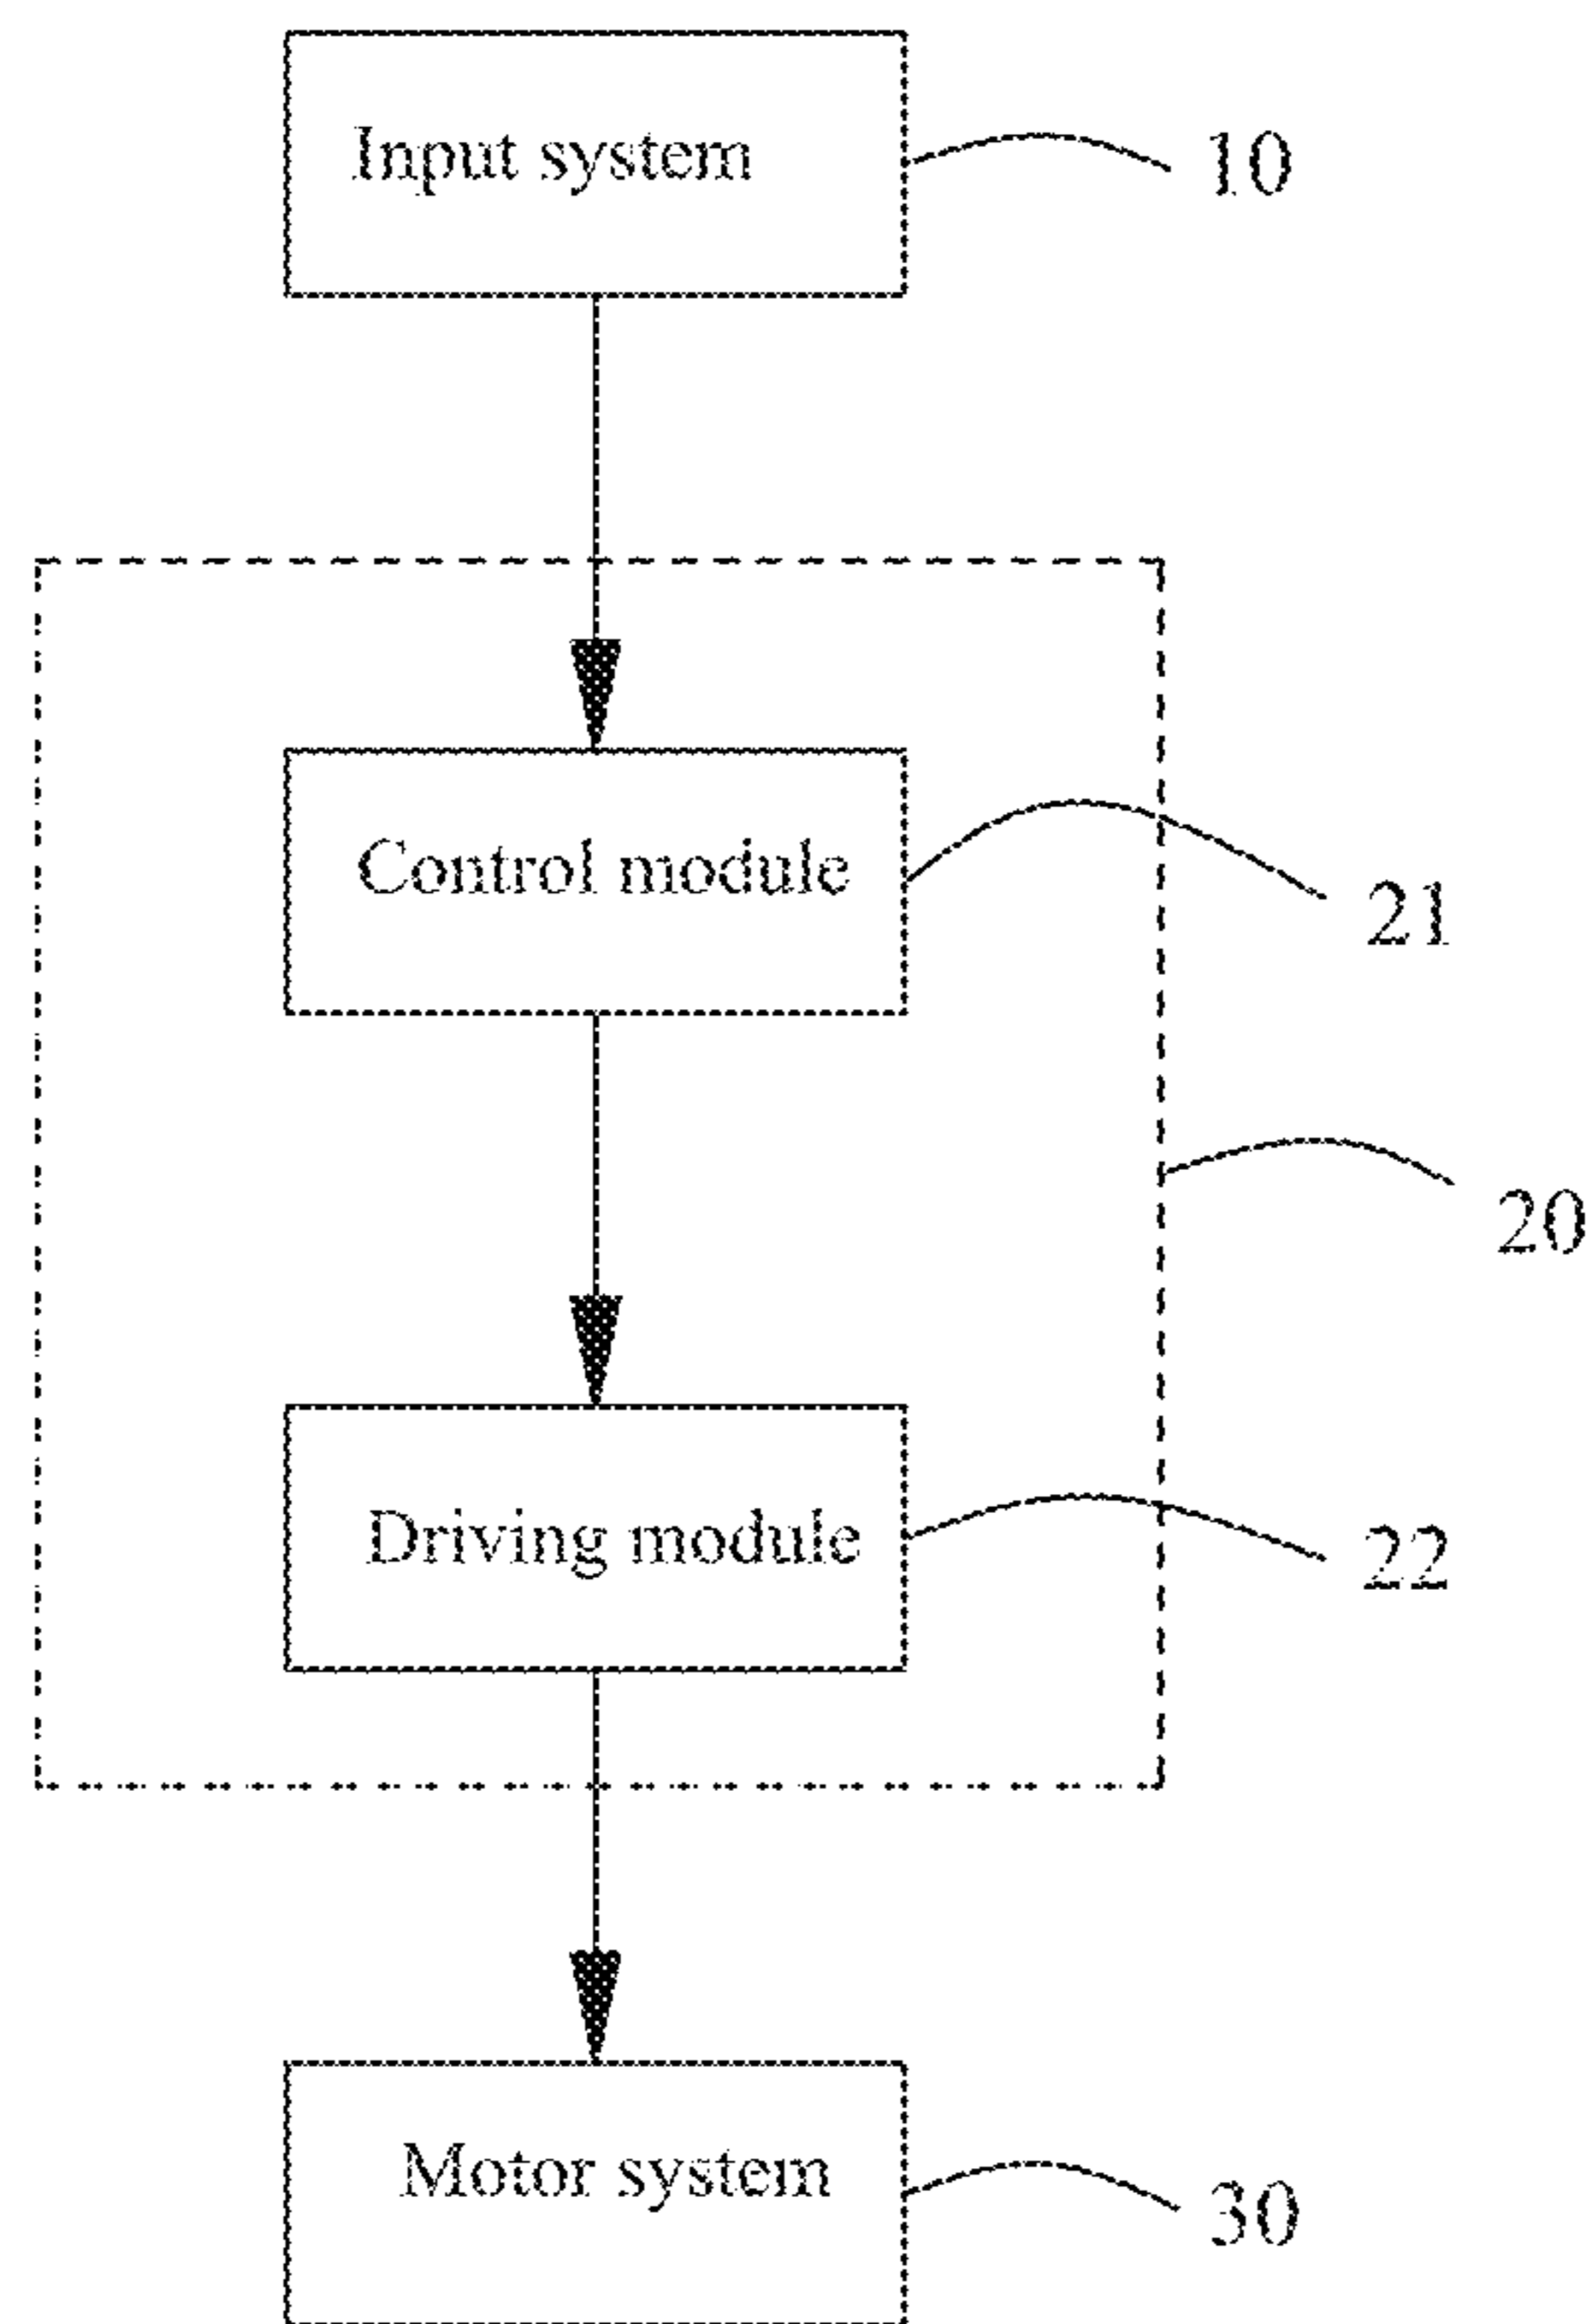 Input system
10
Control module
21
20
Driving module
22
Motor system
30